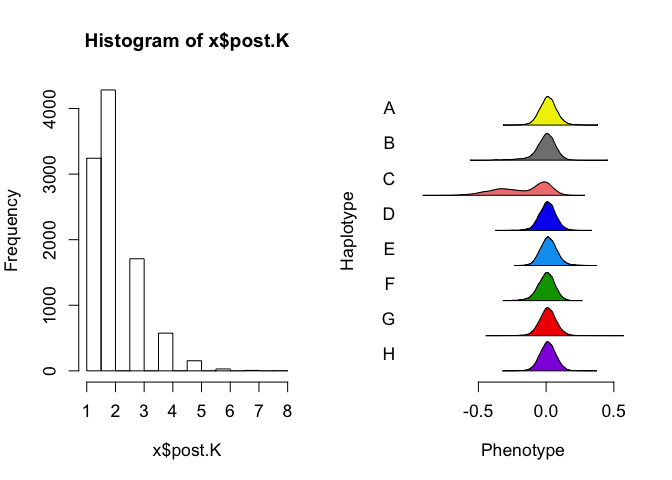 Histogram of x$post.K
Frequency
0
1000
2000
3000
4000
1 2 3 4 5 6 7 8
x$post.K
Haplotype
A
B
C
D
E
F
G
H
-0.5 0.0 0.5
Phenotype